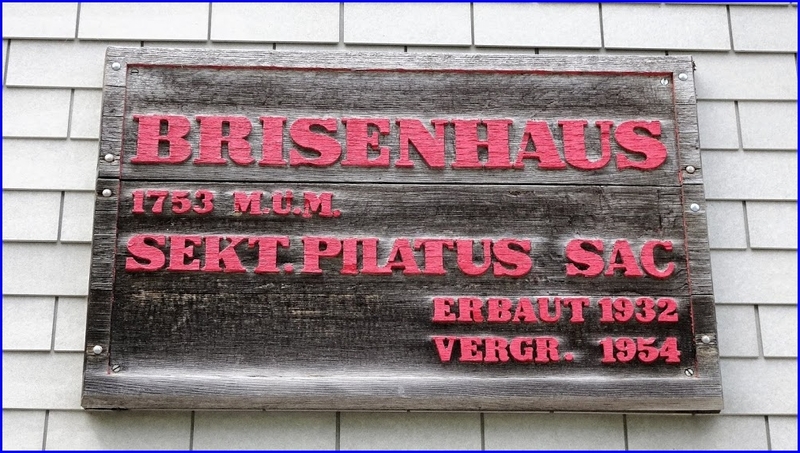 BRISENHAUS
1753 M.Ü.M.
SEKT. PILATUS SAC
ERBAUT 1932
VERGR. 1954